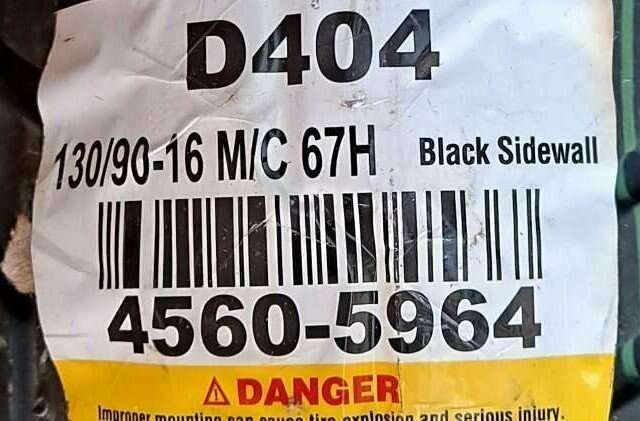 D404
130/90-16 M/C 67H Black Sidewall
4560-5964
⚠ DANGER
Improper mounting can cause tire explosion and serious injury.